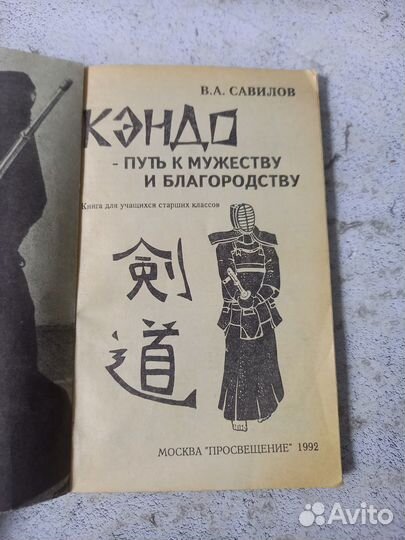 В.А. САВИЛОВ
КЭНДО
- ПУТЬ К МУЖЕСТВУ
И БЛАГОРОДСТВУ
Книга для учащихся старших классов
剣
道
МОСКВА "ПРОСВЕЩЕНИЕ" 1992
Avito